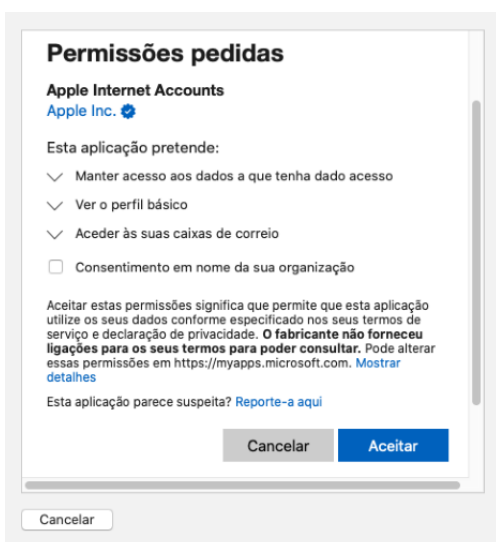 Permissões pedidas
Apple Internet Accounts
Apple Inc.
Esta aplicação pretende:
Manter acesso aos dados a que tenha dado acesso
Ver o perfil básico
Aceder às suas caixas de correio
Consentimento em nome da sua organização
Aceitar estas permissões significa que permite que esta aplicação
utilize os seus dados conforme especificado nos seus termos de
serviço e declaração de privacidade. O fabricante não forneceu
ligações para os seus termos para poder consultar. Pode alterar
essas permissões em https://myapps.microsoft.com. Mostrar
detalhes
Esta aplicação parece suspeita? Reporte-a aqui
Cancelar Aceitar
Cancelar